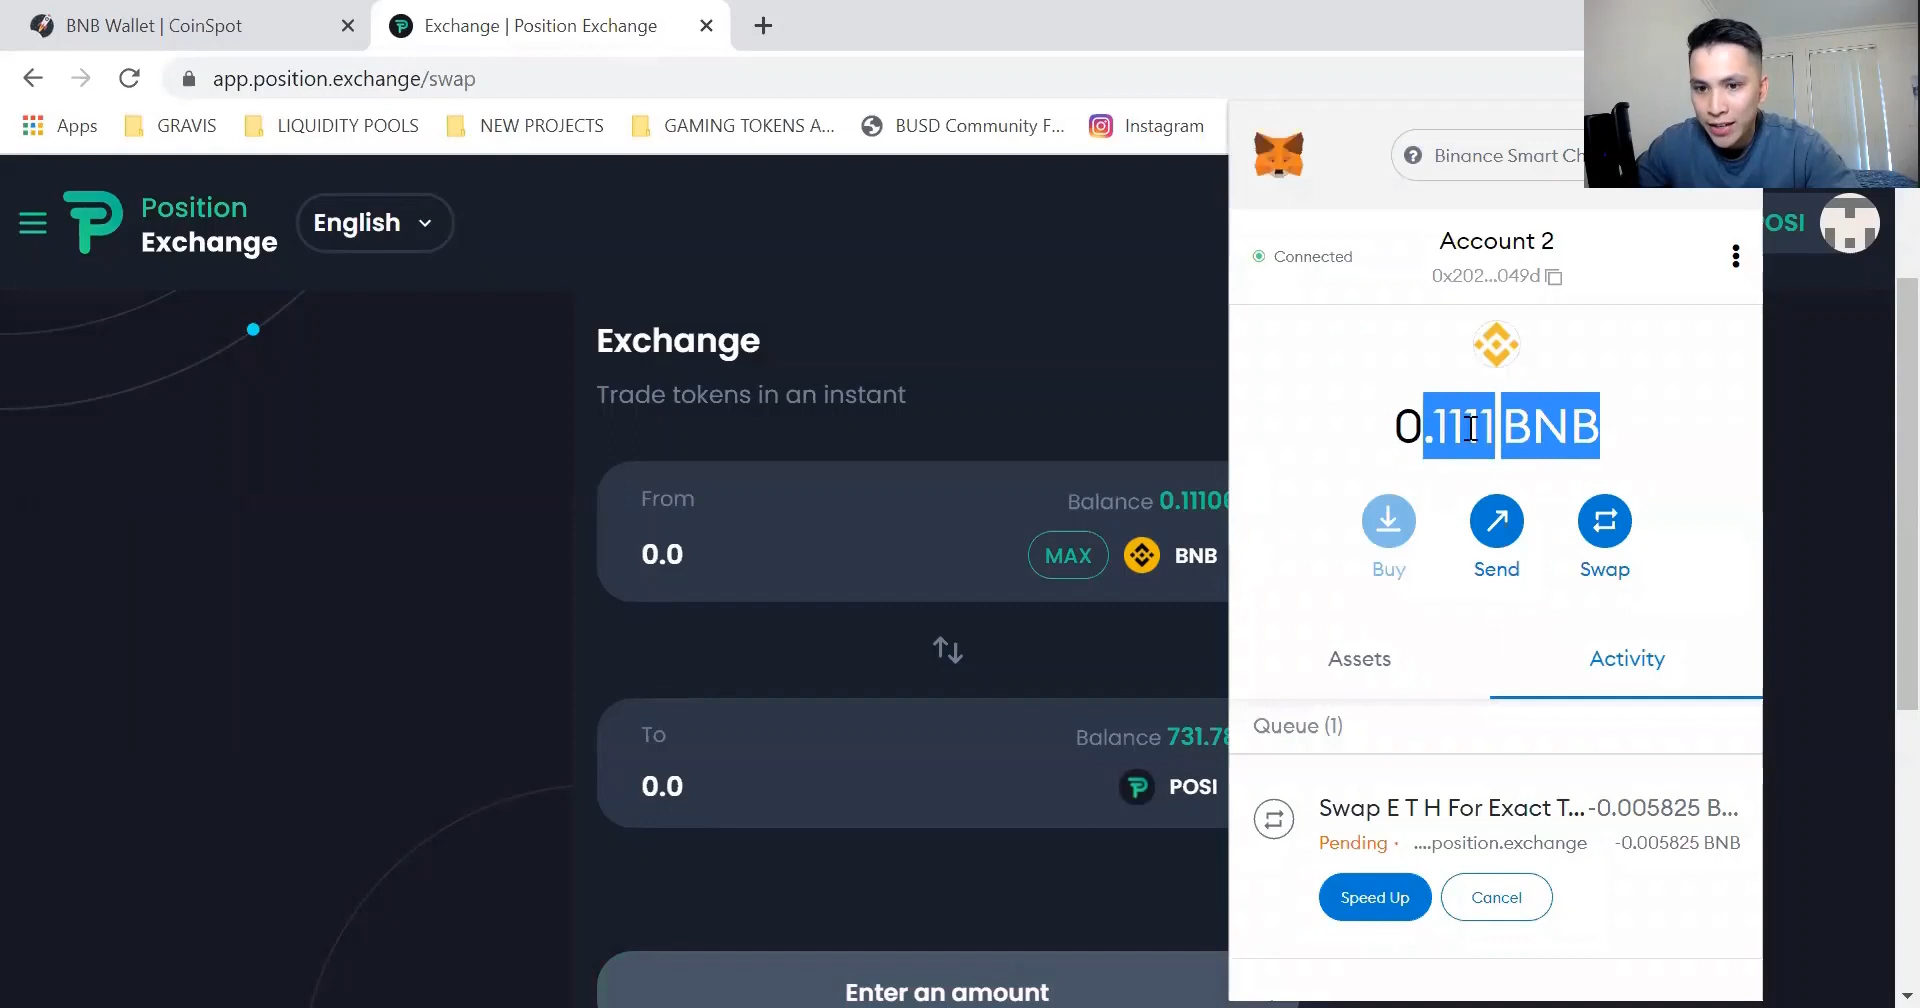 BNB Wallet | CoinSpot
Exchange | Position Exchange
app.position.exchange/swap
Apps
GRAVIS
LIQUIDITY POOLS
NEW PROJECTS
GAMING TOKENS A...
BUSD Community F...
Instagram
Binance Smart Ch
Position
Exchange
English
OSI
Connected
Account 2
0x202...049d
0.1111 BNB
Buy
Send
Swap
Exchange
Trade tokens in an instant
From
Balance 0.11106
0.0
MAX
BNB
To
Balance 731.78
0.0
POSI
Enter an amount
Assets
Activity
Queue (1)
Swap E T H For Exact T... -0.005825 B...
Pending · ....position.exchange -0.005825 BNB
Speed Up
Cancel